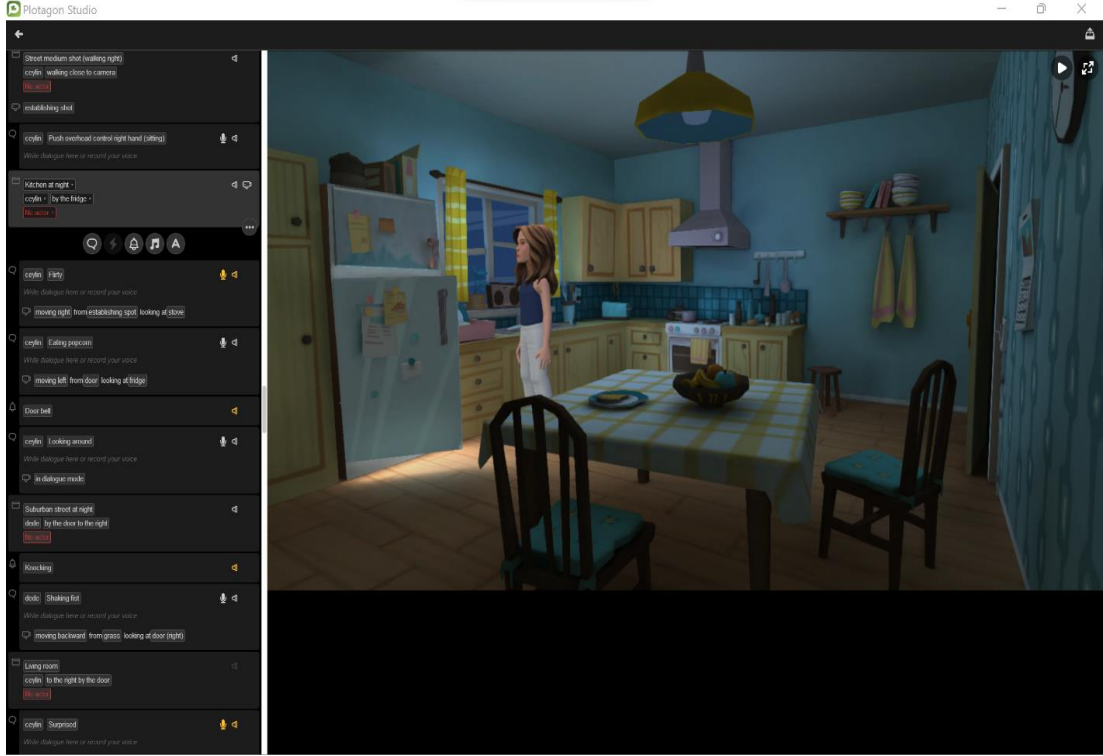 Plotagon Studio
Street medium shot (walking right)
ceylin walking close to camera
No actor
establishing shot
ceylin Push overhead control right hand (sitting)
Write dialogue here or record your voice
Kitchen at night
ceylin by the fridge
No actor
A
ceylin Flirty
Write dialogue here or record your voice
moving right from establishing spot looking at stove
ceylin Eating popcorn
Write dialogue here or record your voice
moving left from door looking at fridge
Door bell
ceylin Looking around
Write dialogue here or record your voice
in dialogue mode
Suburban street at night
dede by the door to the right
No actor
Knocking
dede Shaking fist
Write dialogue here or record your voice
moving backward from grass looking at door (right)
Living room
ceylin to the right by the door
No actor
ceylin Surprised
Write dialogue here or record your voice